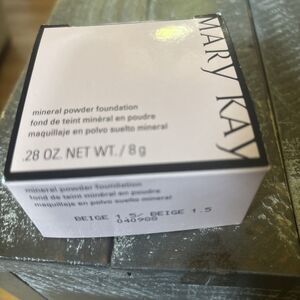 MARY KAY
mineral powder foundation
fond de teint minéral en poudre
maquillaje en polvo suelto mineral
.28 OZ. NET WT. / 8 g
mineral powder foundation
fond de teint minéral en poudre
maquillaje en polvo suelto mineral
BEIGE 1.5/ BEIGE 1.5
040988